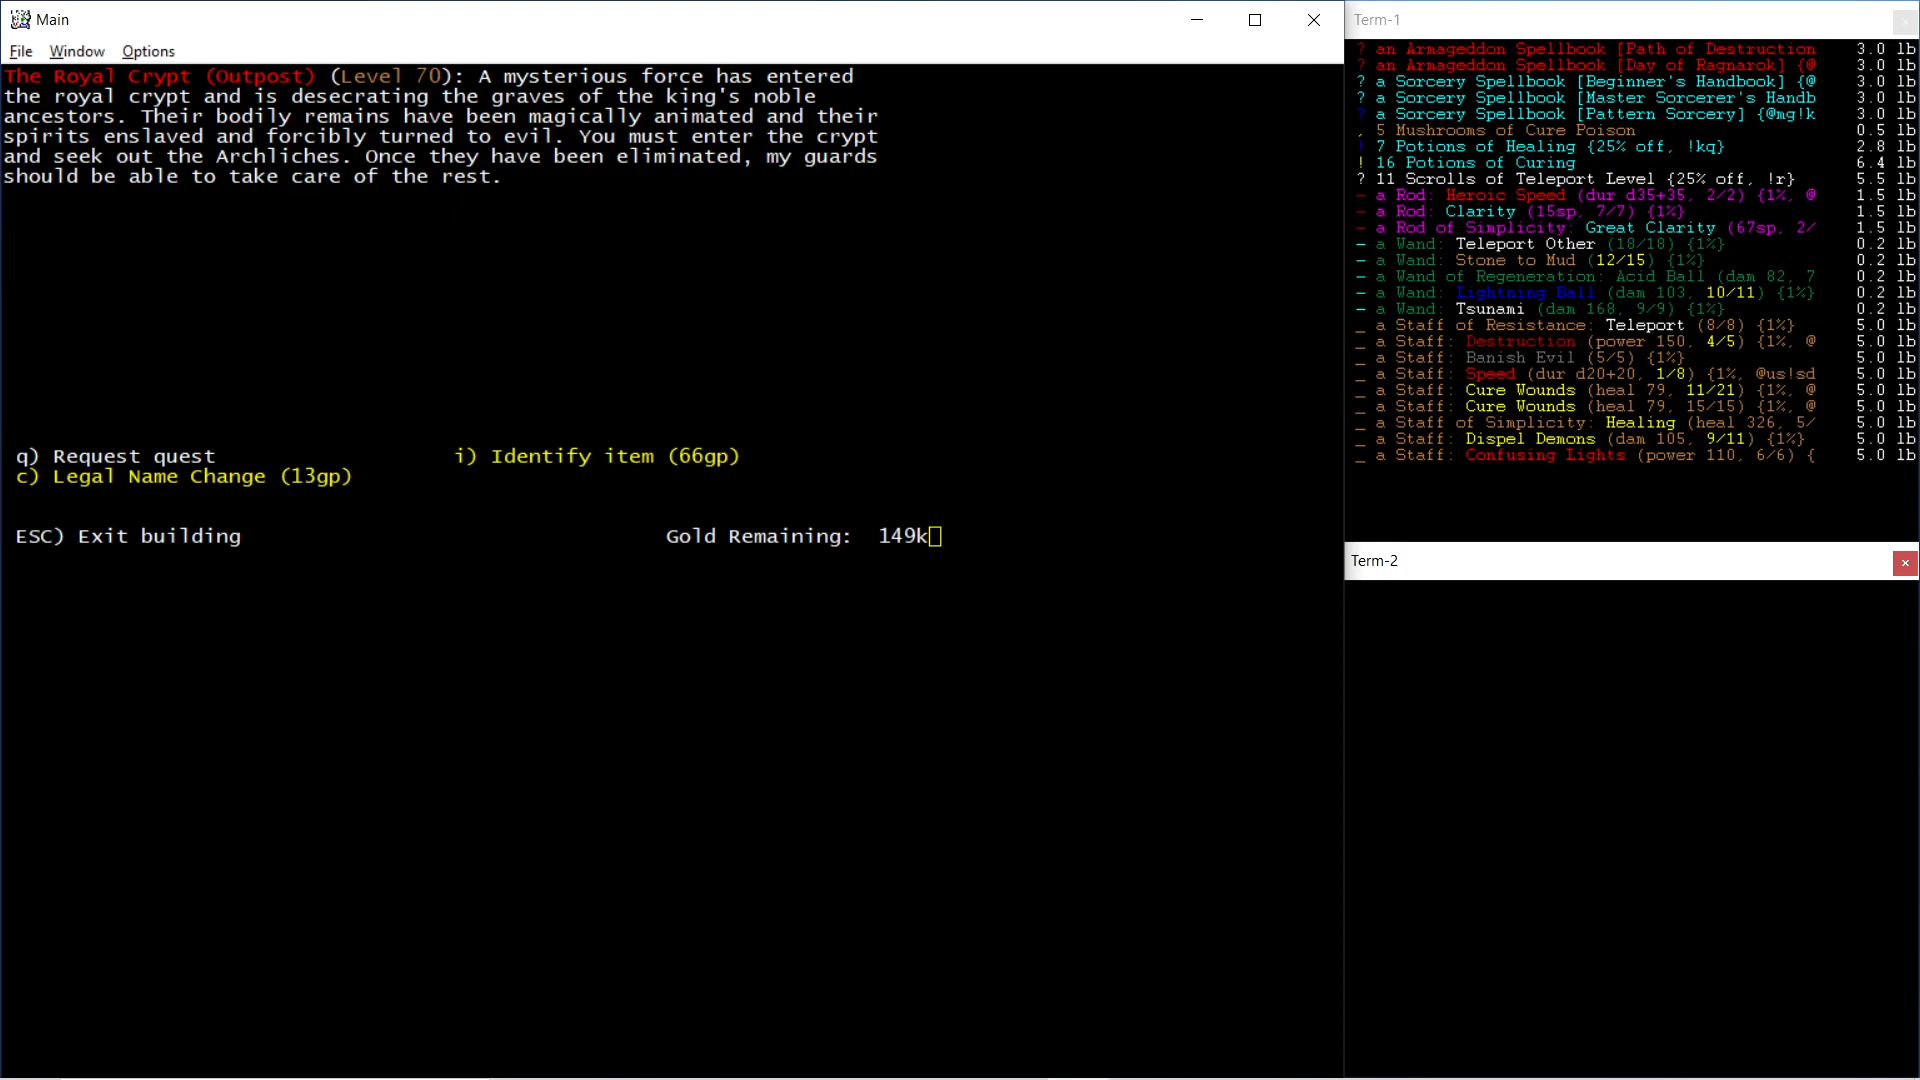 Main
File Window Options
The Royal Crypt (Outpost) (Level 70): A mysterious force has entered
the royal crypt and is desecrating the graves of the king's noble
ancestors. Their bodily remains have been magically animated and their
spirits enslaved and forcibly turned to evil. You must enter the crypt
and seek out the Archliches. Once they have been eliminated, my guards
should be able to take care of the rest.
q) Request quest i) Identify item (66gp)
c) Legal Name Change (13gp)
ESC) Exit building Gold Remaining: 149k
Term-1
? an Armageddon Spellbook [Path of Destruction 3.0 lb
? an Armageddon Spellbook [Day of Ragnarok] {@ 3.0 lb
? a Sorcery Spellbook [Beginner's Handbook] {@ 3.0 lb
? a Sorcery Spellbook [Master Sorcerer's Handb 3.0 lb
? a Sorcery Spellbook [Pattern Sorcery] {@mg!k 3.0 lb
, 5 Mushrooms of Cure Poison 0.5 lb
! 7 Potions of Healing {25% off, !kq} 2.8 lb
! 16 Potions of Curing 6.4 lb
? 11 Scrolls of Teleport Level {25% off, !r} 5.5 lb
- a Rod: Heroic Speed (dur d35+35, 2/2) {1%, @ 1.5 lb
- a Rod: Clarity (15sp, 7/7) {1%} 1.5 lb
- a Rod of Simplicity: Great Clarity (67sp, 2/ 1.5 lb
- a Wand: Teleport Other (18/18) {1%} 0.2 lb
- a Wand: Stone to Mud (12/15) {1%} 0.2 lb
- a Wand of Regeneration: Acid Ball (dam 82, 7 0.2 lb
- a Wand: Lightning Ball (dam 103, 10/11) {1%} 0.2 lb
- a Wand: Tsunami (dam 168, 9/9) {1%} 0.2 lb
_ a Staff of Resistance: Teleport (8/8) {1%} 5.0 lb
_ a Staff: Destruction (power 150, 4/5) {1%, @ 5.0 lb
_ a Staff: Banish Evil (5/5) {1%} 5.0 lb
_ a Staff: Speed (dur d20+20, 1/8) {1%, @us!sd 5.0 lb
_ a Staff: Cure Wounds (heal 79, 11/21) {1%, @ 5.0 lb
_ a Staff: Cure Wounds (heal 79, 15/15) {1%, @ 5.0 lb
_ a Staff of Simplicity: Healing (heal 326, 5/ 5.0 lb
_ a Staff: Dispel Demons (dam 105, 9/11) {1%} 5.0 lb
_ a Staff: Confusing Lights (power 110, 6/6) { 5.0 lb
Term-2